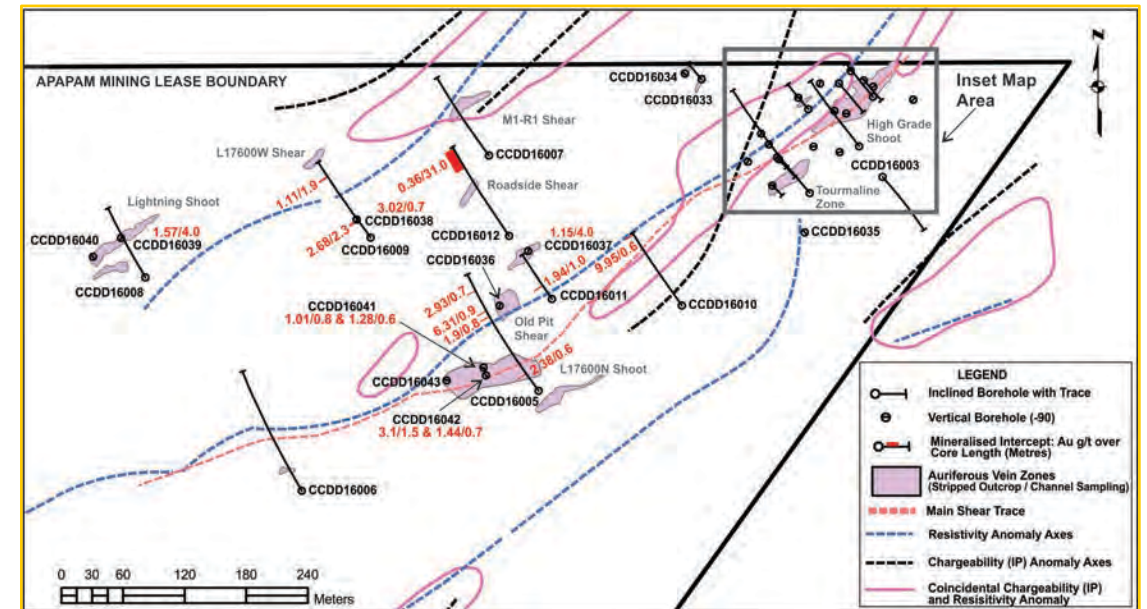 N
APAPAM MINING LEASE BOUNDARY
CCDD16034
CCDD16033
Inset Map
Area
M1-R1 Shear
High Grade
Shoot
L17600W Shear
CCDD16007
CCDD16003
0.36/31.0
1.11/1.9
Roadside Shear
Tourmaline
Zone
Lightning Shoot
3.02/0.7
CCDD16038
CCDD16040
1.57/4.0
CCDD16039
2.68/2.3
CCDD16009
CCDD16012
1.15/4.0
CCDD16037
CCDD16035
CCDD16036
9.95/0.6
1.94/1.0
CCDD16008
CCDD16011
CCDD16010
2.93/0.7
CCDD16041
1.01/0.8 & 1.28/0.6
6.31/0.9
1.9/0.8
Old Pit
Shear
2.38/0.6
L17600N Shoot
CCDD16043
CCDD16005
CCDD16042
3.1/1.5 & 1.44/0.7
CCDD16006
LEGEND
Inclined Borehole with Trace
Vertical Borehole (-90)
Mineralised Intercept: Au g/t over
Core Length (Metres)
Auriferous Vein Zones
(Stripped Outcrop / Channel Sampling)
Main Shear Trace
Resistivity Anomaly Axes
Chargeability (IP) Anomaly Axes
Coincidental Chargeability (IP)
and Resisitivity Anomaly
0 30 60 120 180 240
Meters